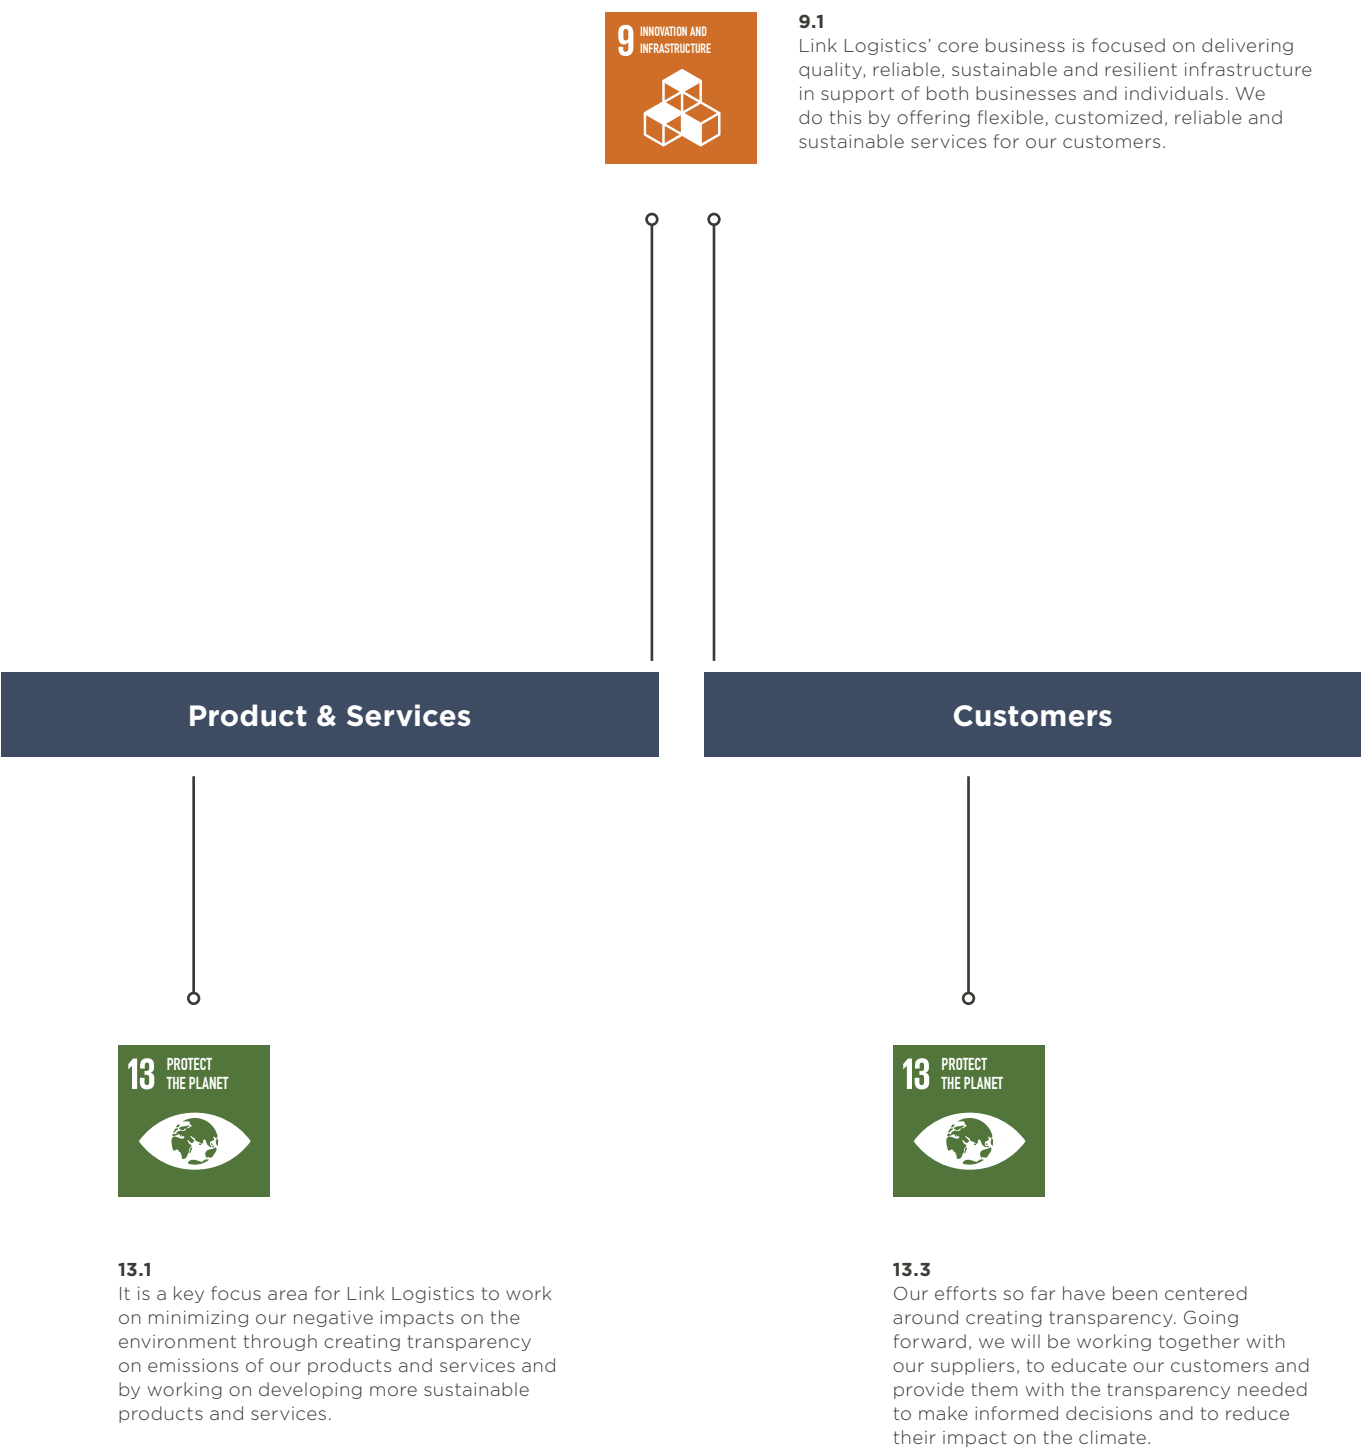 9 INNOVATION AND
INFRASTRUCTURE
9.1
Link Logistics’ core business is focused on delivering
quality, reliable, sustainable and resilient infrastructure
in support of both businesses and individuals. We
do this by offering flexible, customized, reliable and
sustainable services for our customers.
Product & Services
Customers
13 PROTECT
THE PLANET
13.1
It is a key focus area for Link Logistics to work
on minimizing our negative impacts on the
environment through creating transparency
on emissions of our products and services and
by working on developing more sustainable
products and services.
13 PROTECT
THE PLANET
13.3
Our efforts so far have been centered
around creating transparency. Going
forward, we will be working together with
our suppliers, to educate our customers and
provide them with the transparency needed
to make informed decisions and to reduce
their impact on the climate.